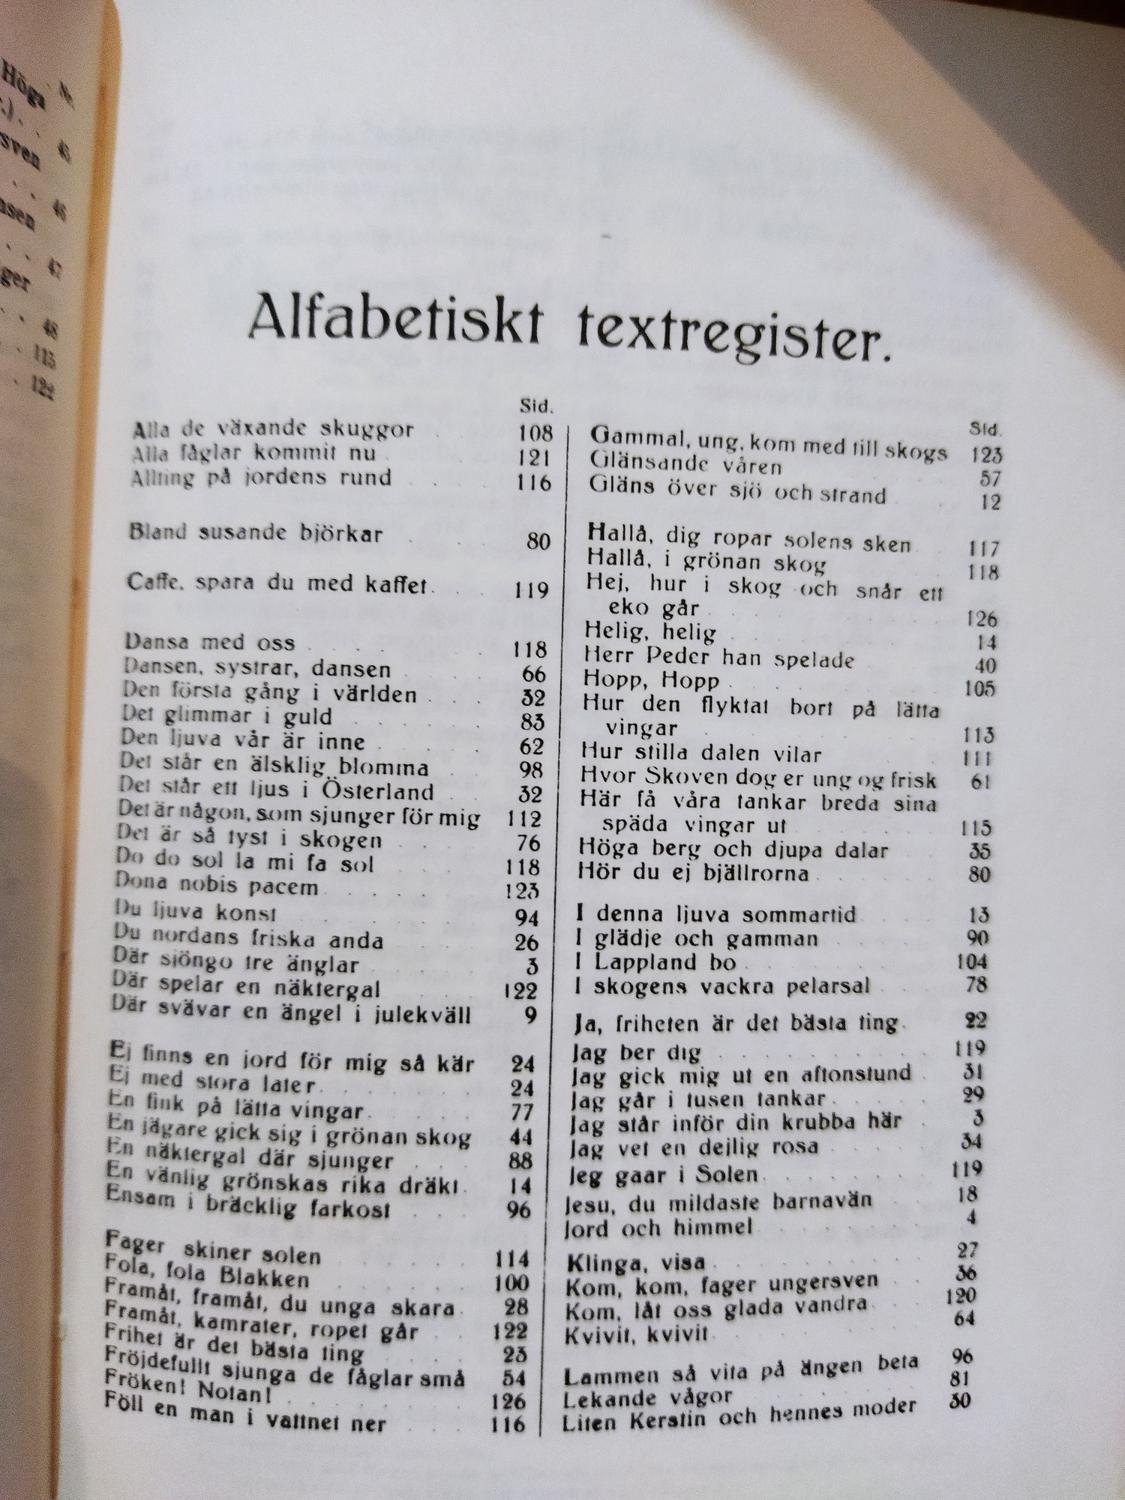 Höga
Nr.
45
sven
46
47
ger
48
115
122
Alfabetiskt textregister.
Sid.
Alla de växande skuggor 108
Alla fåglar kommit nu 121
Allting på jordens rund 116
Bland susande björkar 80
Caffe, spara du med kaffet 119
Dansa med oss 118
Dansen, systrar, dansen 66
Den första gång i världen 32
Det glimmar i guld 83
Den ljuva vår är inne 62
Det står en älsklig blomma 98
Det står ett ljus i Österland 32
Det är någon, som sjunger för mig 112
Det är så tyst i skogen 76
Do do sol la mi fa sol 118
Dona nobis pacem 123
Du ljuva konst 94
Du nordans friska anda 26
Där sjöngo tre änglar 3
Där spelar en näktergal 122
Där svävar en ängel i julekväll 9
Ej finns en jord för mig så kär 24
Ej med stora later 24
En fink på lätta vingar 77
En jägare gick sig i grönan skog 44
En näktergal där sjunger 88
En vänlig grönskas rika dräkt 14
Ensam i bräcklig farkost 96
Fager skiner solen 114
Fola, fola Blakken 100
Framåt, framåt, du unga skara 28
Framåt, kamrater, ropet går 122
Frihet är det bästa ting 23
Fröjdefullt sjunga de fåglar små 54
Fröken! Notan! 126
Föll en man i vattnet ner 116
Sid.
Gammal, ung, kom med till skogs 123
Glänsande våren 57
Gläns över sjö och strand 12
Hallå, dig ropar solens sken 117
Hallå, i grönan skog 118
Hej, hur i skog och snår ett
eko går 126
Helig, helig 14
Herr Peder han spelade 40
Hopp, Hopp 105
Hur den flyktat bort på lätta
vingar 113
Hur stilla dalen vilar 111
Hvor Skoven dog er ung og frisk 61
Här få våra tankar breda sina
späda vingar ut 115
Höga berg och djupa dalar 35
Hör du ej bjällrorna 80
I denna ljuva sommartid 13
I glädje och gamman 90
I Lappland bo 104
I skogens vackra pelarsal 78
Ja, friheten är det bästa ting 22
Jag ber dig 119
Jag gick mig ut en aftonstund 31
Jag går i tusen tankar 29
Jag står inför din krubba här 3
Jag vet en dejlig rosa 34
Jeg gaar i Solen 119
Jesu, du mildaste barnavän 18
Jord och himmel 4
Klinga, visa 27
Kom, kom, fager ungersven 36
Kom, låt oss glada vandra 120
Kvivit, kvivit 64
Lammen så vita på ängen beta 96
Lekande vågor 81
Liten Kerstin och hennes moder 30